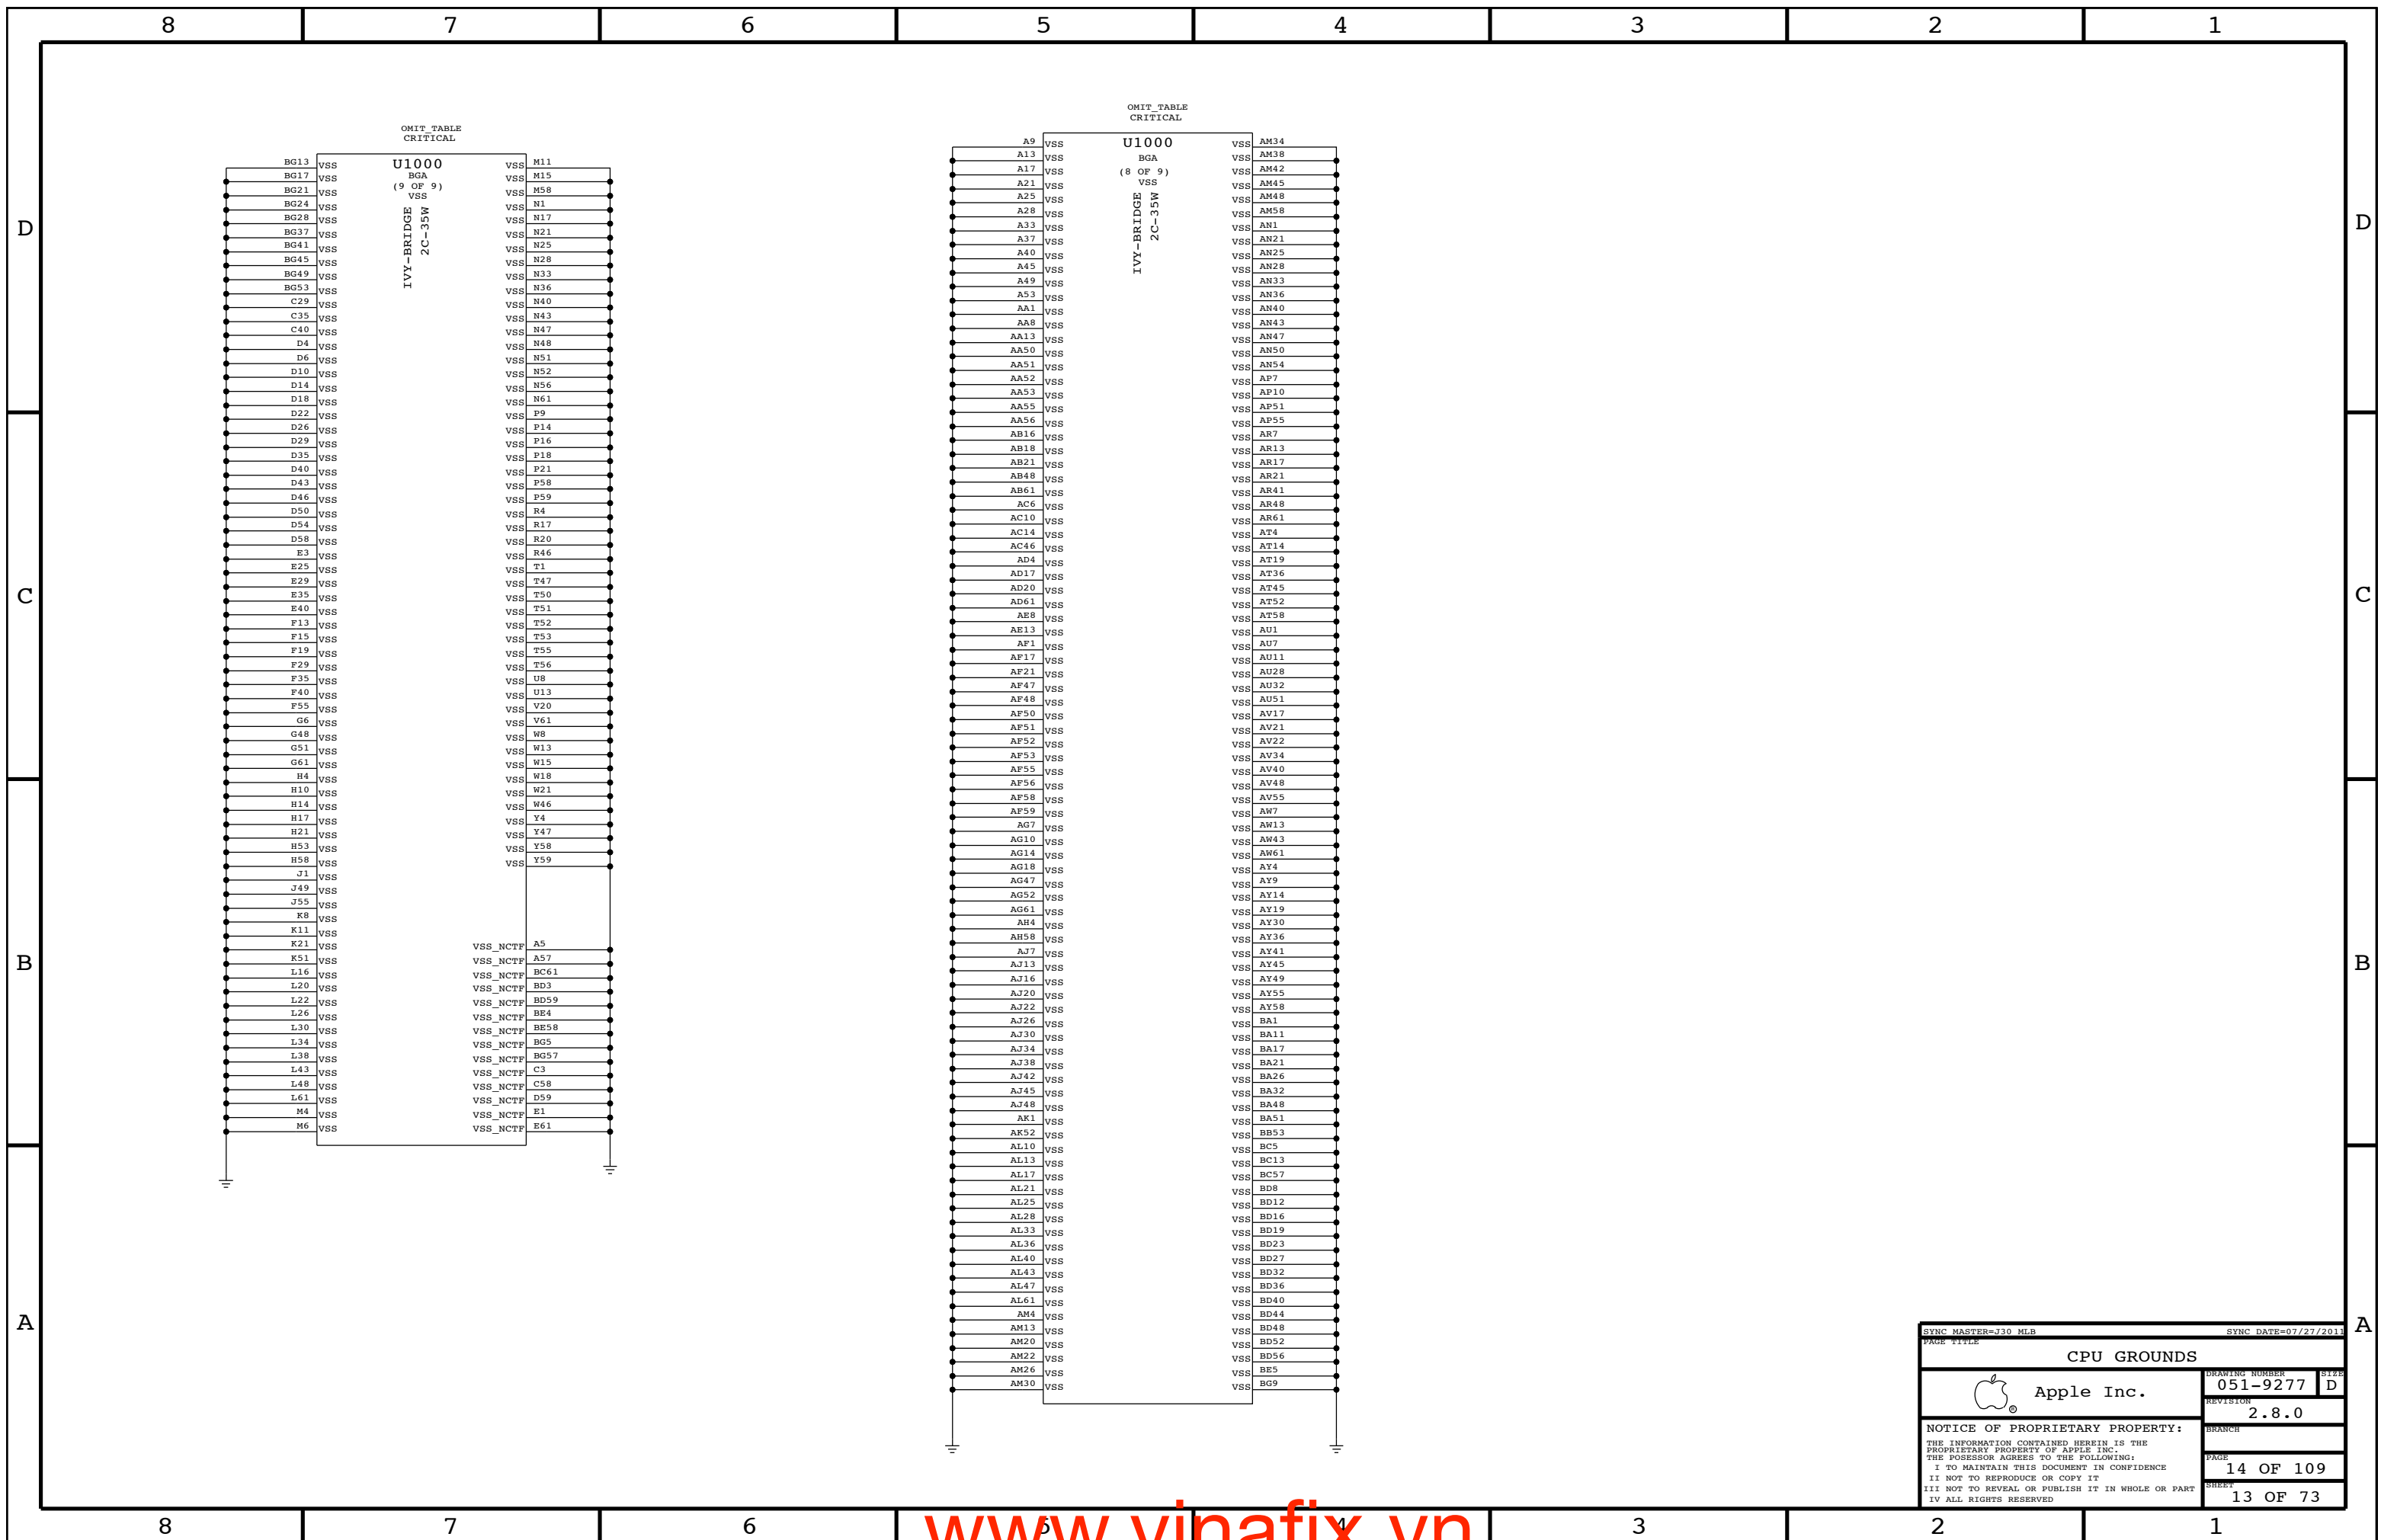 8 7 6 5 4 3 2 1
D
C
B
A
OMIT_TABLE
CRITICAL
U1000
BGA
(9 OF 9)
VSS
IVY-BRIDGE
2C-35W
BG13 VSS VSS M11
BG17 VSS VSS M15
BG21 VSS VSS M58
BG24 VSS VSS N1
BG28 VSS VSS N17
BG37 VSS VSS N21
BG41 VSS VSS N25
BG45 VSS VSS N28
BG49 VSS VSS N33
BG53 VSS VSS N36
C29 VSS VSS N40
C35 VSS VSS N43
C40 VSS VSS N47
D4 VSS VSS N48
D6 VSS VSS N51
D10 VSS VSS N52
D14 VSS VSS N56
D18 VSS VSS N61
D22 VSS VSS P9
D26 VSS VSS P14
D29 VSS VSS P16
D35 VSS VSS P18
D40 VSS VSS P21
D43 VSS VSS P58
D46 VSS VSS P59
D50 VSS VSS R4
D54 VSS VSS R17
D58 VSS VSS R20
E3 VSS VSS R46
E25 VSS VSS T1
E29 VSS VSS T47
E35 VSS VSS T50
E40 VSS VSS T51
F13 VSS VSS T52
F15 VSS VSS T53
F19 VSS VSS T55
F29 VSS VSS T56
F35 VSS VSS U8
F40 VSS VSS U13
F55 VSS VSS V20
G6 VSS VSS V61
G48 VSS VSS W8
G51 VSS VSS W13
G61 VSS VSS W15
H4 VSS VSS W18
H10 VSS VSS W21
H14 VSS VSS W46
H17 VSS VSS Y4
H21 VSS VSS Y47
H53 VSS VSS Y58
H58 VSS VSS Y59
J1 VSS
J49 VSS
J55 VSS
K8 VSS
K11 VSS
K21 VSS VSS_NCTF A5
K51 VSS VSS_NCTF A57
L16 VSS VSS_NCTF BC61
L20 VSS VSS_NCTF BD3
L22 VSS VSS_NCTF BD59
L26 VSS VSS_NCTF BE4
L30 VSS VSS_NCTF BE58
L34 VSS VSS_NCTF BG5
L38 VSS VSS_NCTF BG57
L43 VSS VSS_NCTF C3
L48 VSS VSS_NCTF C58
L61 VSS VSS_NCTF D59
M4 VSS VSS_NCTF E1
M6 VSS VSS_NCTF E61
OMIT_TABLE
CRITICAL
U1000
BGA
(8 OF 9)
VSS
IVY-BRIDGE
2C-35W
A9 VSS VSS AM34
A13 VSS VSS AM38
A17 VSS VSS AM42
A21 VSS VSS AM45
A25 VSS VSS AM48
A28 VSS VSS AM58
A33 VSS VSS AN1
A37 VSS VSS AN21
A40 VSS VSS AN25
A45 VSS VSS AN28
A49 VSS VSS AN33
A53 VSS VSS AN36
AA1 VSS VSS AN40
AA8 VSS VSS AN43
AA13 VSS VSS AN47
AA50 VSS VSS AN50
AA51 VSS VSS AN54
AA52 VSS VSS AP7
AA53 VSS VSS AP10
AA55 VSS VSS AP51
AA56 VSS VSS AP55
AB16 VSS VSS AR7
AB18 VSS VSS AR13
AB21 VSS VSS AR17
AB48 VSS VSS AR21
AB61 VSS VSS AR41
AC6 VSS VSS AR48
AC10 VSS VSS AR61
AC14 VSS VSS AT4
AC46 VSS VSS AT14
AD4 VSS VSS AT19
AD17 VSS VSS AT36
AD20 VSS VSS AT45
AD61 VSS VSS AT52
AE8 VSS VSS AT58
AE13 VSS VSS AU1
AF1 VSS VSS AU7
AF17 VSS VSS AU11
AF21 VSS VSS AU28
AF47 VSS VSS AU32
AF48 VSS VSS AU51
AF50 VSS VSS AV17
AF51 VSS VSS AV21
AF52 VSS VSS AV22
AF53 VSS VSS AV34
AF55 VSS VSS AV40
AF56 VSS VSS AV48
AF58 VSS VSS AV55
AF59 VSS VSS AW7
AG7 VSS VSS AW13
AG10 VSS VSS AW43
AG14 VSS VSS AW61
AG18 VSS VSS AY4
AG47 VSS VSS AY9
AG52 VSS VSS AY14
AG61 VSS VSS AY19
AH4 VSS VSS AY30
AH58 VSS VSS AY36
AJ7 VSS VSS AY41
AJ13 VSS VSS AY45
AJ16 VSS VSS AY49
AJ20 VSS VSS AY55
AJ22 VSS VSS AY58
AJ26 VSS VSS BA1
AJ30 VSS VSS BA11
AJ34 VSS VSS BA17
AJ38 VSS VSS BA21
AJ42 VSS VSS BA26
AJ45 VSS VSS BA32
AJ48 VSS VSS BA48
AK1 VSS VSS BA51
AK52 VSS VSS BB53
AL10 VSS VSS BC5
AL13 VSS VSS BC13
AL17 VSS VSS BC57
AL21 VSS VSS BD8
AL25 VSS VSS BD12
AL28 VSS VSS BD16
AL33 VSS VSS BD19
AL36 VSS VSS BD23
AL40 VSS VSS BD27
AL43 VSS VSS BD32
AL47 VSS VSS BD36
AL61 VSS VSS BD40
AM4 VSS VSS BD44
AM13 VSS VSS BD48
AM20 VSS VSS BD52
AM22 VSS VSS BD56
AM26 VSS VSS BE5
AM30 VSS VSS BG9
D
C
B
A
SYNC MASTER=J30 MLB SYNC DATE=07/27/2011
PAGE TITLE
CPU GROUNDS
Apple Inc.
®
DRAWING NUMBER
051-9277
SIZE
D
REVISION
2.8.0
BRANCH
NOTICE OF PROPRIETARY PROPERTY:
THE INFORMATION CONTAINED HEREIN IS THE
PROPRIETARY PROPERTY OF APPLE INC.
THE POSESSOR AGREES TO THE FOLLOWING:
I TO MAINTAIN THIS DOCUMENT IN CONFIDENCE
II NOT TO REPRODUCE OR COPY IT
III NOT TO REVEAL OR PUBLISH IT IN WHOLE OR PART
IV ALL RIGHTS RESERVED
PAGE
14 OF 109
SHEET
13 OF 73
8 7 6 5 4 3 2 1
www.vinafix.vn